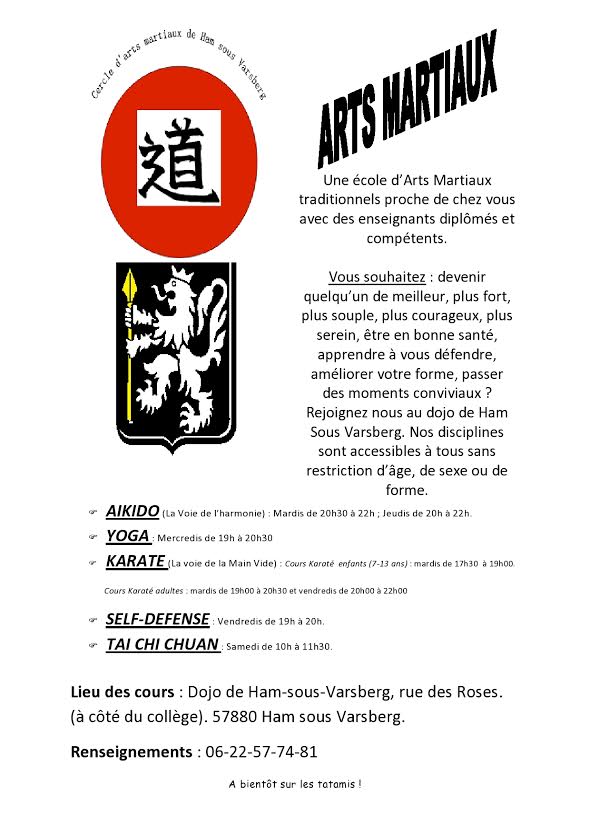 Cercle d'arts martiaux de Ham sous Varsberg
道
ARTS MARTIAUX
Une école d'Arts Martiaux
traditionnels proche de chez vous
avec des enseignants diplômés et
compétents.
Vous souhaitez : devenir
quelqu'un de meilleur, plus fort,
plus souple, plus courageux, plus
serein, être en bonne santé,
apprendre à vous défendre,
améliorer votre forme, passer
des moments conviviaux ?
Rejoignez nous au dojo de Ham
Sous Varsberg. Nos disciplines
sont accessibles à tous sans
restriction d'âge, de sexe ou de
forme.
☞ AIKIDO (La Voie de l'harmonie) : Mardis de 20h30 à 22h ; Jeudis de 20h à 22h.
☞ YOGA : Mercredis de 19h à 20h30
☞ KARATE (La voie de la Main Vide) : Cours Karaté enfants (7-13 ans) : mardis de 17h30 à 19h00.
Cours Karaté adultes : mardis de 19h00 à 20h30 et vendredis de 20h00 à 22h00
☞ SELF-DEFENSE : Vendredis de 19h à 20h.
☞ TAI CHI CHUAN : Samedi de 10h à 11h30.
Lieu des cours : Dojo de Ham-sous-Varsberg, rue des Roses.
(à côté du collège). 57880 Ham sous Varsberg.
Renseignements : 06-22-57-74-81
A bientôt sur les tatamis !